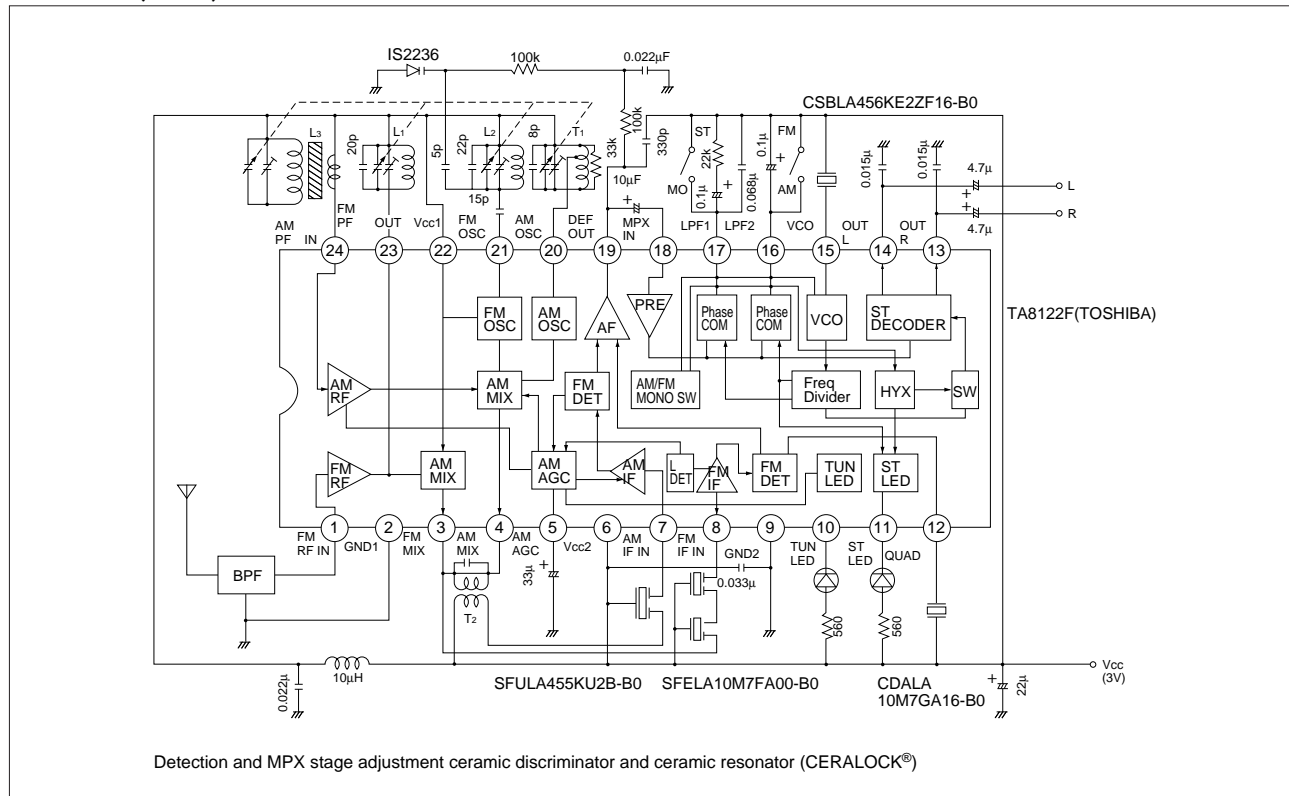 IS2236
100k
0.022μF
CSBLA456KE2ZF16-B0
L3
20p
L1
5p
22p
L2
8p
T1
33k
100k
330p
ST
22k
MO
0.1μ
0.068μ
0.1μ
FM
AM
0.015μ
0.015μ
4.7μ
L
R
4.7μ
15p
10μF
AM
PF
IN
FM
PF
OUT
Vcc1
FM
OSC
AM
OSC
DEF
OUT
MPX
IN
LPF1
LPF2
VCO
OUT
L
OUT
R
24
23
22
21
20
19
18
17
16
15
14
13
TA8122F(TOSHIBA)
FM
OSC
AM
OSC
AF
PRE
Phase
COM
Phase
COM
VCO
ST
DECODER
AM
RF
AM
MIX
FM
DET
AM/FM
MONO SW
Freq
Divider
HYX
SW
FM
RF
AM
MIX
AM
AGC
AM
IF
L
DET
FM
IF
FM
DET
TUN
LED
ST
LED
1
2
3
4
5
6
7
8
9
10
11
12
FM
RF IN
GND1
FM
MIX
AM
MIX
AM
AGC
Vcc2
AM
IF IN
FM
IF IN
GND2
TUN
LED
ST
LED
QUAD
BPF
T2
33μ
0.033μ
560
560
0.022μ
10μH
SFULA455KU2B-B0
SFELA10M7FA00-B0
CDALA
10M7GA16-B0
22μ
Vcc
(3V)
Detection and MPX stage adjustment ceramic discriminator and ceramic resonator (CERALOCK®)